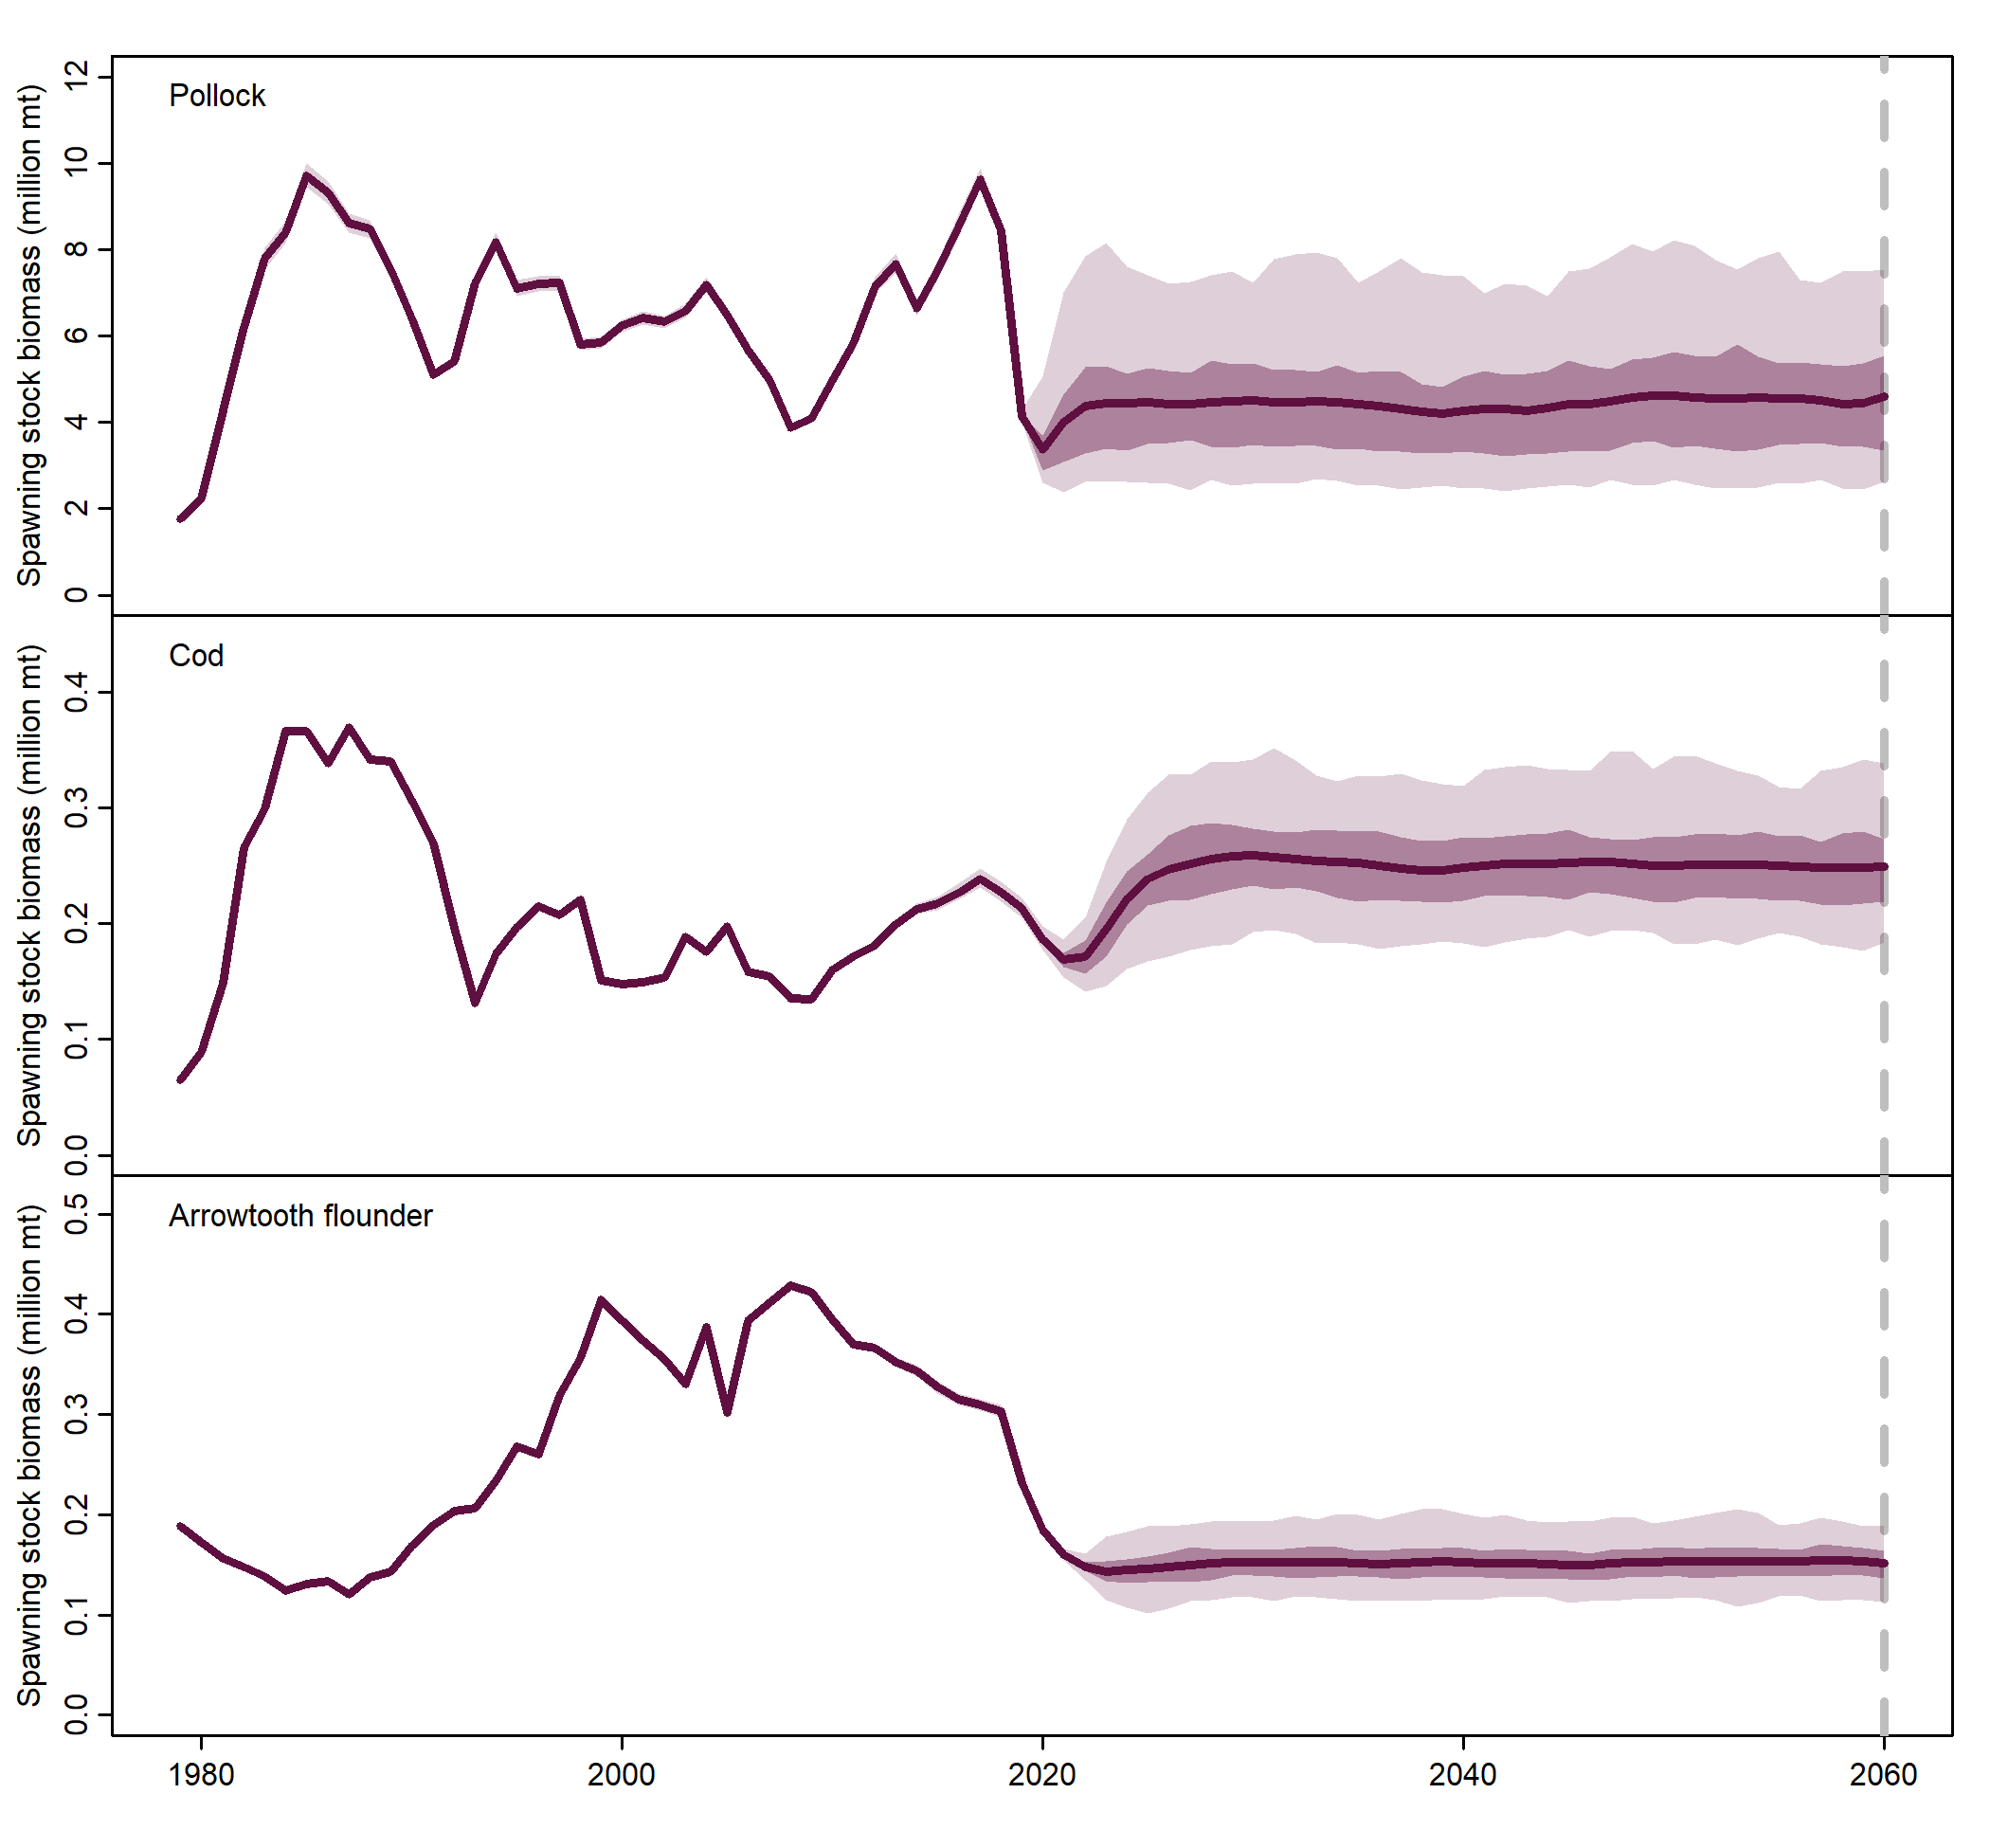 Pollock
Spawning stock biomass (million mt)
12
10
8
6
4
2
0
Cod
Spawning stock biomass (million mt)
0.4
0.3
0.2
0.1
0.0
Arrowtooth flounder
Spawning stock biomass (million mt)
0.5
0.4
0.3
0.2
0.1
0.0
1980 2000 2020 2040 2060